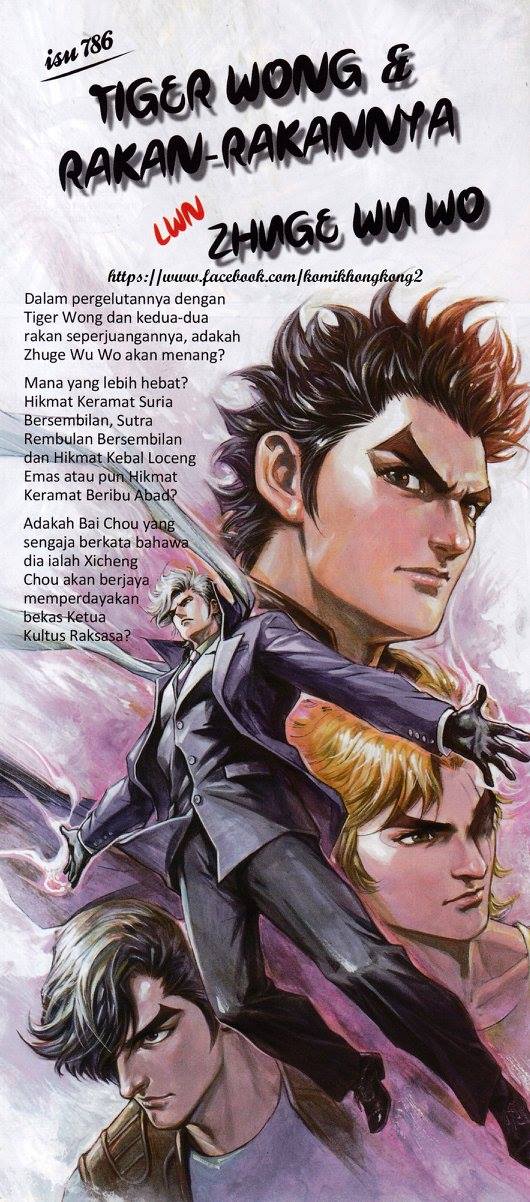 isu 786
TIGER WONG &
RAKAN-RAKANNYA
LWN
ZHUGE WU WO
https://www.facebook.com/komikhongkong2
Dalam pergelutannya dengan
Tiger Wong dan kedua-dua
rakan seperjuangannya, adakah
Zhuge Wu Wo akan menang?
Mana yang lebih hebat?
Hikmat Keramat Suria
Bersembilan, Sutra
Rembulan Bersembilan
dan Hikmat Kebal Loceng
Emas atau pun Hikmat
Keramat Beribu Abad?
Adakah Bai Chou yang
sengaja berkata bahawa
dia ialah Xicheng
Chou akan berjaya
memperdayakan
bekas Ketua
Kultus Raksasa?